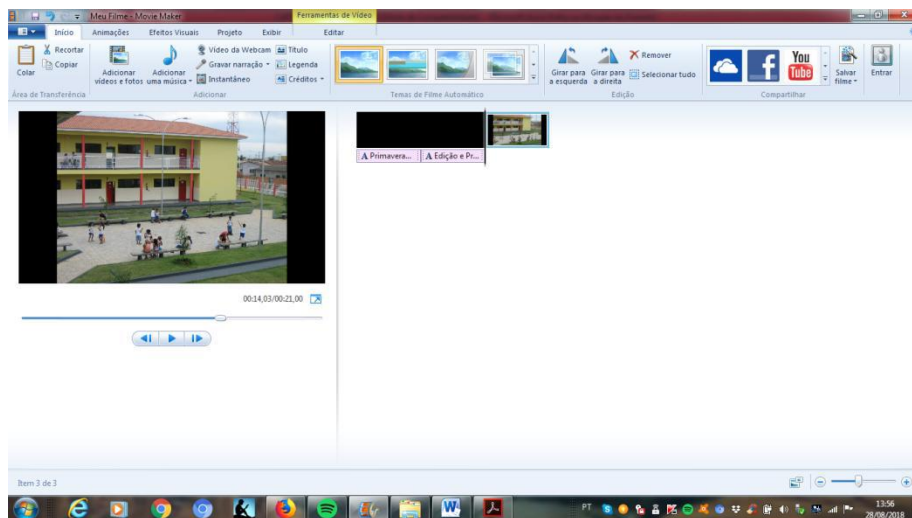 Meu Filme - Movie Maker
Ferramentas de Vídeo
Início Animações Efeitos Visuais Projeto Exibir Editar
Colar
Recortar
Copiar
Área de Transferência
Adicionar vídeos e fotos
Adicionar uma música
Vídeo da Webcam
Gravar narração
Instantâneo
Título
Legenda
Créditos
Adicionar
Temas de Filme Automático
Girar para a esquerda
Girar para a direita
Remover
Selecionar tudo
Edição
You Tube
Compartilhar
Salvar filme
Entrar
A Primavera...
A Edição e Pr...
00:14,03/00:21,00
Item 3 de 3
PT
13:56
28/08/2018